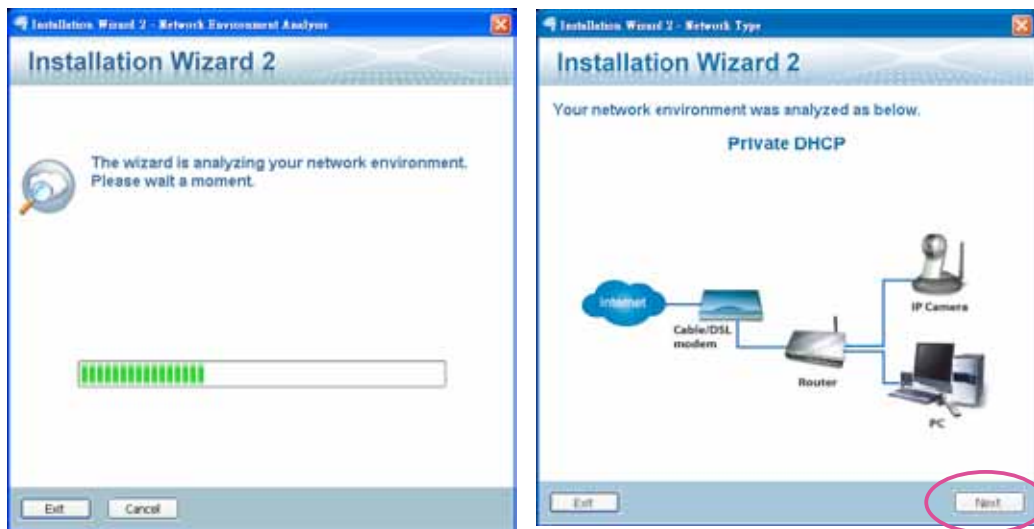 Installation Wizard 2 - Network Environment Analysis
Installation Wizard 2
The wizard is analyzing your network environment.
Please wait a moment.
Exit
Cancel
Installation Wizard 2 - Network Type
Installation Wizard 2
Your network environment was analyzed as below.
Private DHCP
Internet
Cable/DSL
modem
Router
IP Camera
PC
Exit
Next